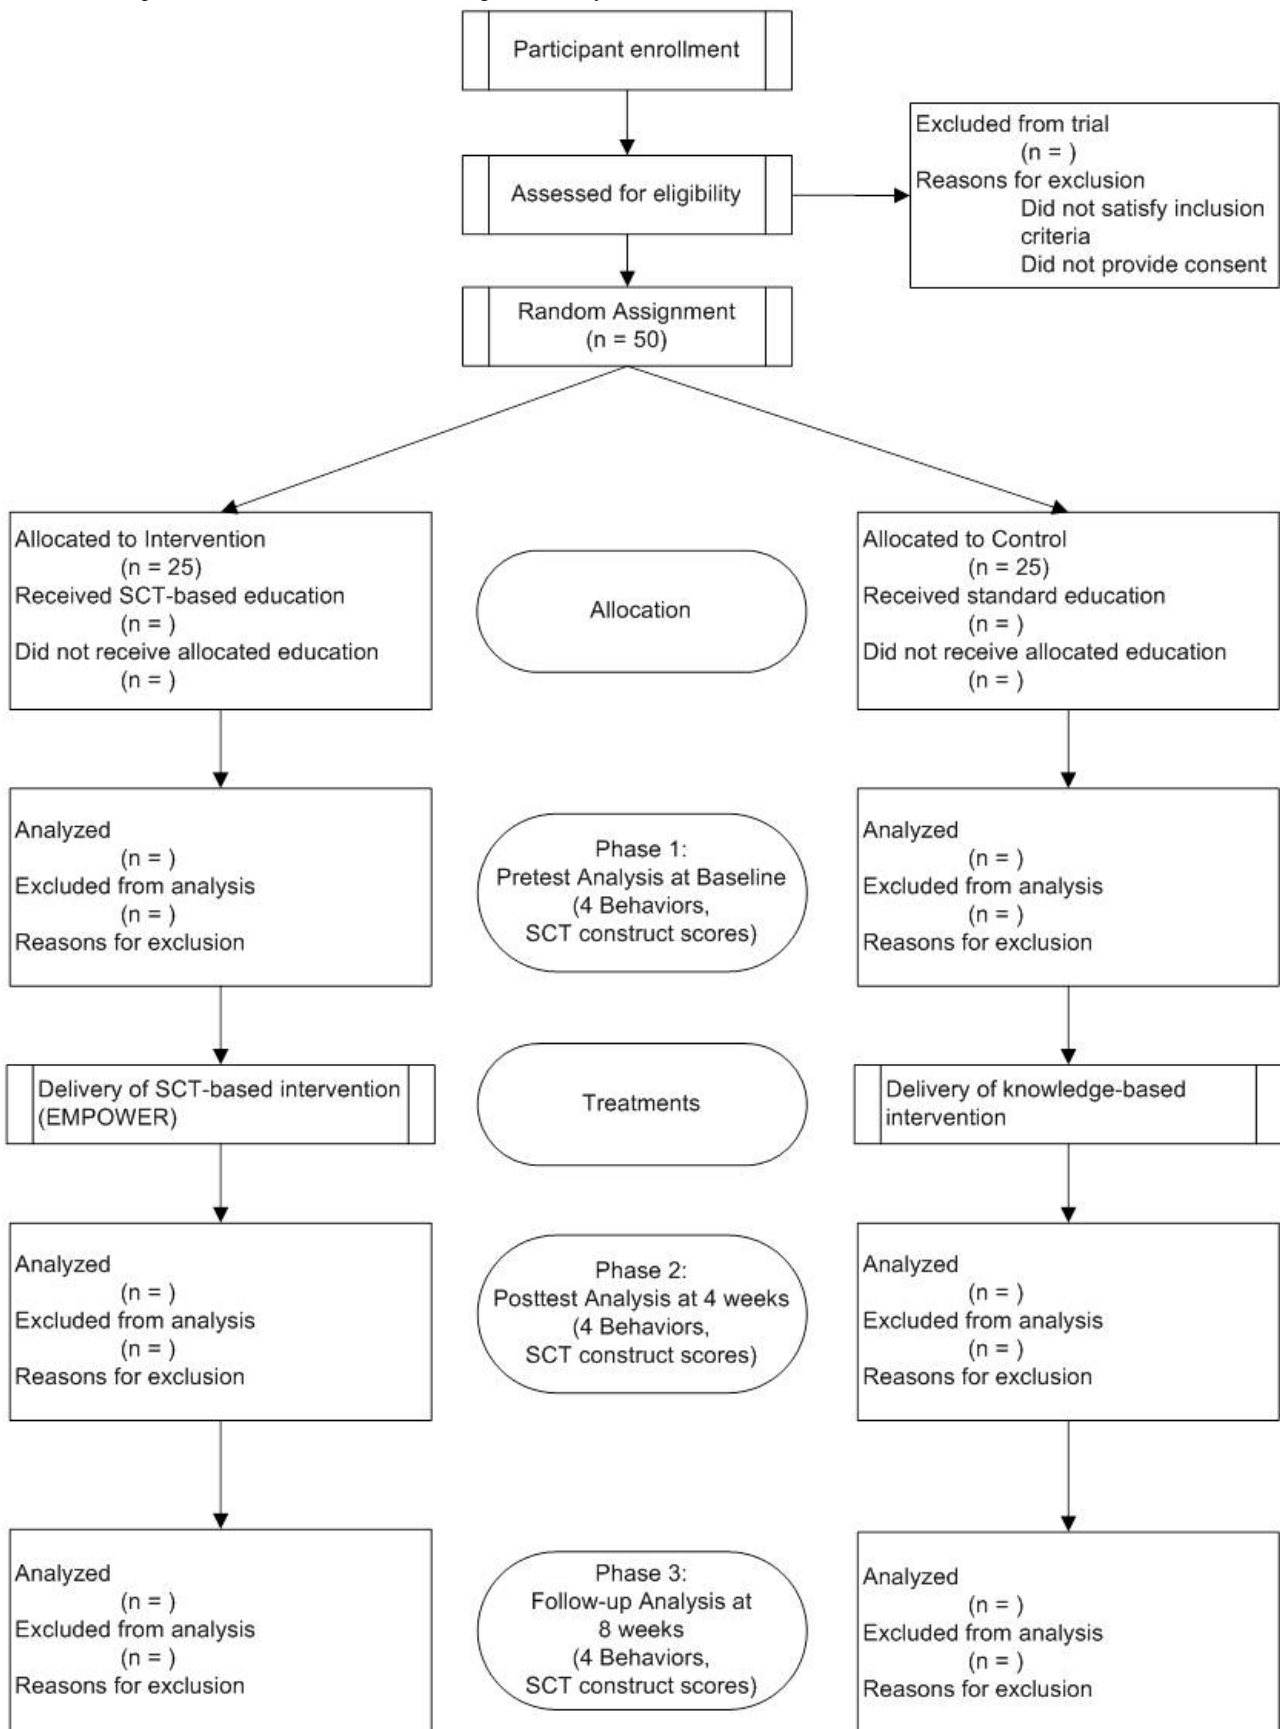 Participant enrollment
Assessed for eligibility
Excluded from trial
(n = )
Reasons for exclusion
Did not satisfy inclusion
criteria
Did not provide consent
Random Assignment
(n = 50)
Allocated to Intervention
(n = 25)
Received SCT-based education
(n = )
Did not receive allocated education
(n = )
Allocation
Allocated to Control
(n = 25)
Received standard education
(n = )
Did not receive allocated education
(n = )
Analyzed
(n = )
Excluded from analysis
(n = )
Reasons for exclusion
Phase 1:
Pretest Analysis at Baseline
(4 Behaviors,
SCT construct scores)
Analyzed
(n = )
Excluded from analysis
(n = )
Reasons for exclusion
Delivery of SCT-based intervention
(EMPOWER)
Treatments
Delivery of knowledge-based
intervention
Analyzed
(n = )
Excluded from analysis
(n = )
Reasons for exclusion
Phase 2:
Posttest Analysis at 4 weeks
(4 Behaviors,
SCT construct scores)
Analyzed
(n = )
Excluded from analysis
(n = )
Reasons for exclusion
Analyzed
(n = )
Excluded from analysis
(n = )
Reasons for exclusion
Phase 3:
Follow-up Analysis at
8 weeks
(4 Behaviors,
SCT construct scores)
Analyzed
(n = )
Excluded from analysis
(n = )
Reasons for exclusion